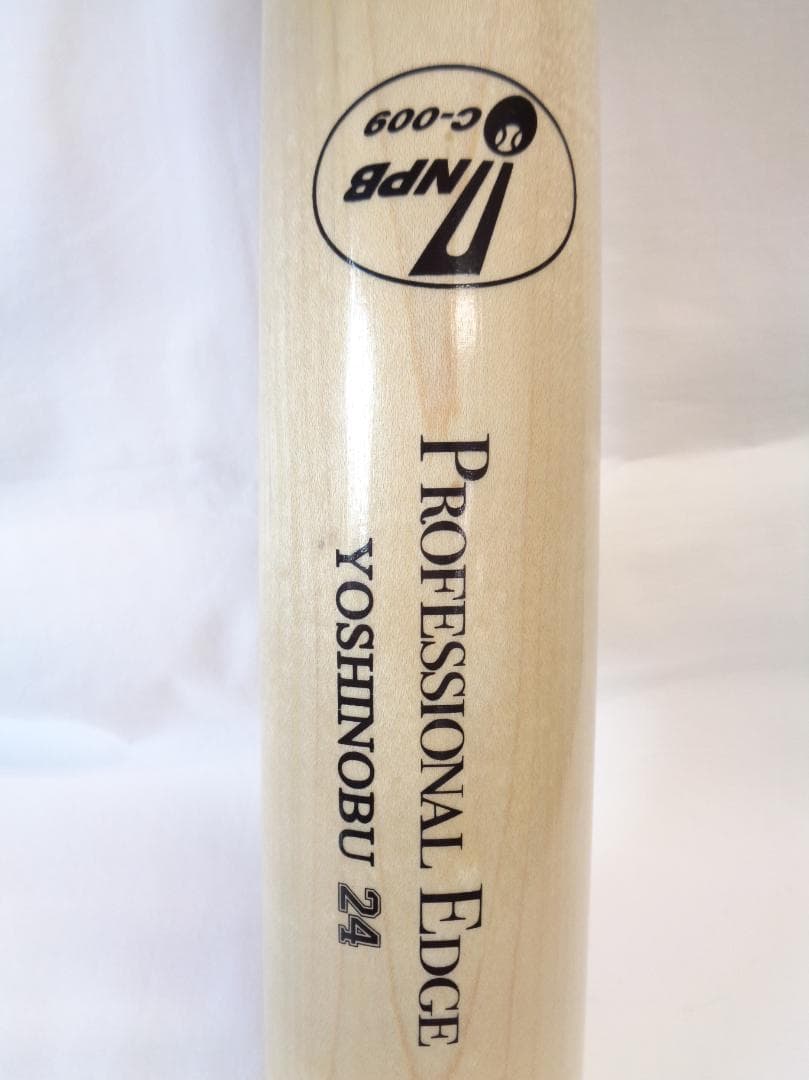 C-009
NPB
PROFESSIONAL EDGE
YOSHINOBU 24